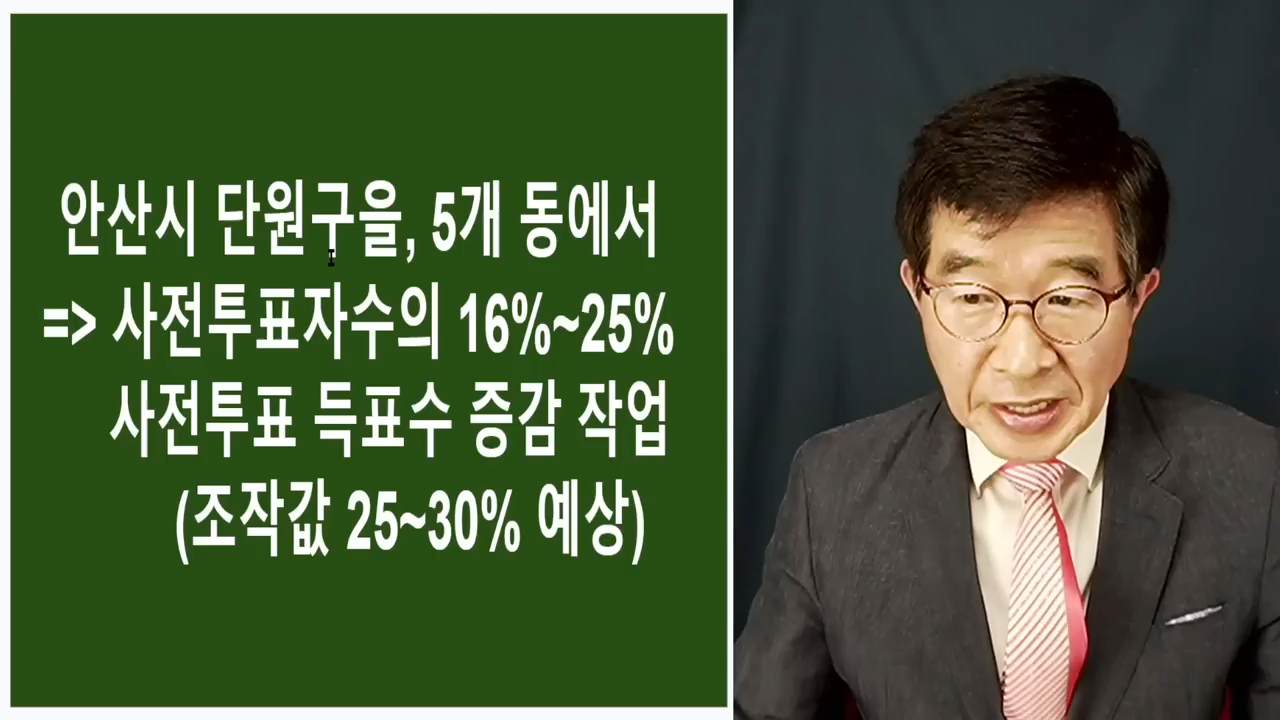 안산시 단원구을, 5개 동에서
=> 사전투표자수의 16%~25%
사전투표 득표수 증감 작업
(조작값 25~30% 예상)